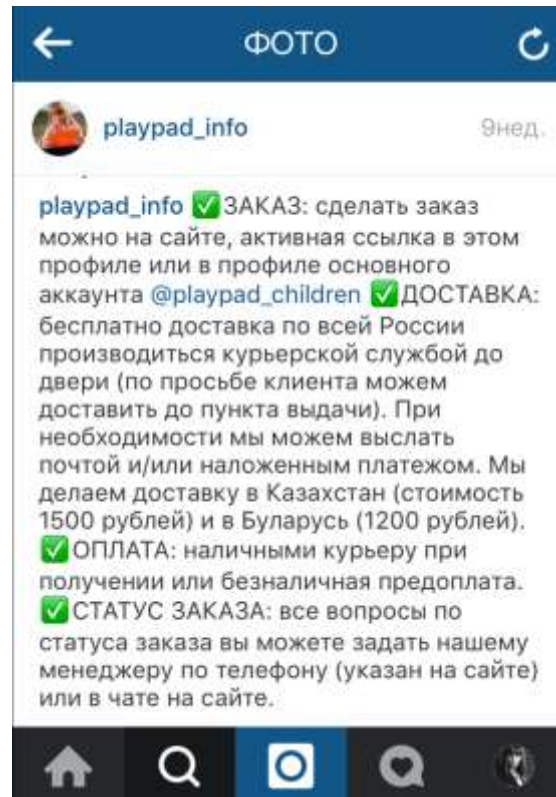 ФОТО
playpad_info 9нед.
playpad_info ✅ЗАКАЗ: сделать заказ
можно на сайте, активная ссылка в этом
профиле или в профиле основного
аккаунта @playpad_children ✅ДОСТАВКА:
бесплатно доставка по всей России
производиться курьерской службой до
двери (по просьбе клиента можем
доставить до пункта выдачи). При
необходимости мы можем выслать
почтой и/или наложенным платежом. Мы
делаем доставку в Казахстан (стоимость
1500 рублей) и в Буларусь (1200 рублей).
✅ОПЛАТА: наличными курьеру при
получении или безналичная предоплата.
✅СТАТУС ЗАКАЗА: все вопросы по
статуса заказа вы можете задать нашему
менеджеру по телефону (указан на сайте)
или в чате на сайте.